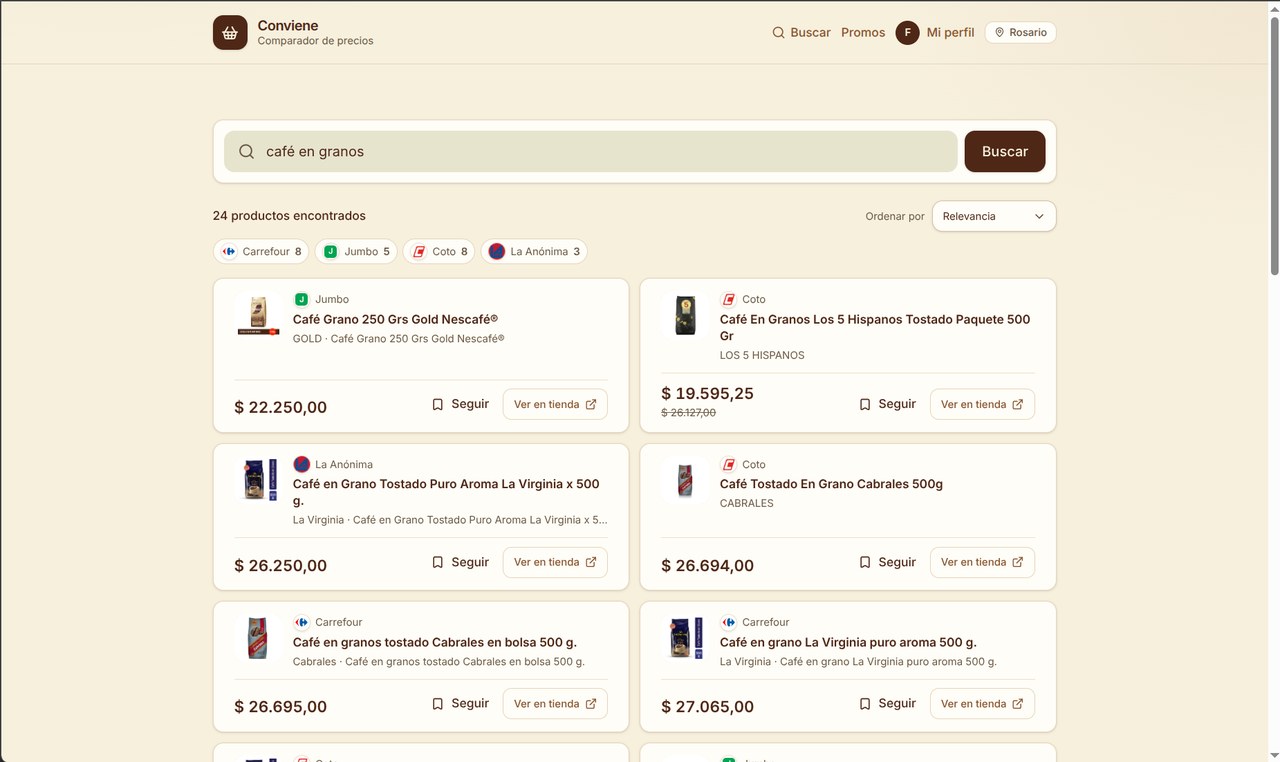 Conviene
Comparador de precios
Buscar
Promos
F
Mi perfil
Rosario
café en granos
Buscar
24 productos encontrados
Ordenar por
Relevancia
Carrefour 8
J Jumbo 5
Coto 8
La Anónima 3
J Jumbo
Café Grano 250 Grs Gold Nescafé®
GOLD · Café Grano 250 Grs Gold Nescafé®
$ 22.250,00
Seguir
Ver en tienda
Coto
Café En Granos Los 5 Hispanos Tostado Paquete 500
Gr
LOS 5 HISPANOS
$ 19.595,25
$ 26.127,00
Seguir
Ver en tienda
La Anónima
Café en Grano Tostado Puro Aroma La Virginia x 500
g.
La Virginia · Café en Grano Tostado Puro Aroma La Virginia x 5...
$ 26.250,00
Seguir
Ver en tienda
Coto
Café Tostado En Grano Cabrales 500g
CABRALES
$ 26.694,00
Seguir
Ver en tienda
Carrefour
Café en granos tostado Cabrales en bolsa 500 g.
Cabrales · Café en granos tostado Cabrales en bolsa 500 g.
$ 26.695,00
Seguir
Ver en tienda
Carrefour
Café en grano La Virginia puro aroma 500 g.
La Virginia · Café en grano La Virginia puro aroma 500 g.
$ 27.065,00
Seguir
Ver en tienda